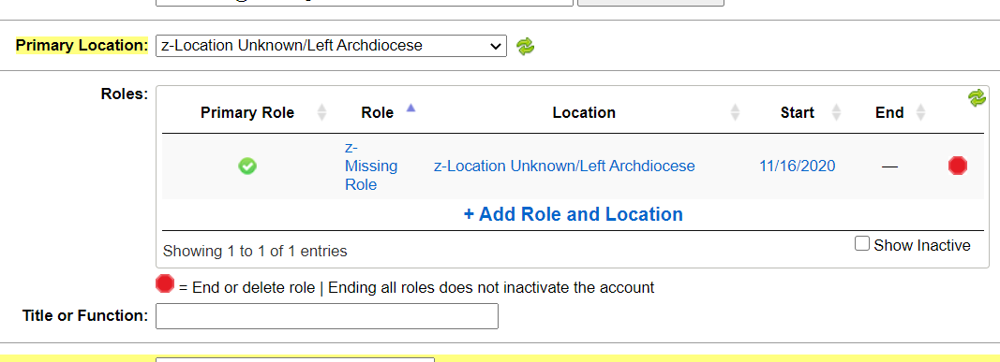 Primary Location: z-Location Unknown/Left Archdiocese
Roles:
Primary Role Role Location Start End
z-
Missing
Role
z-Location Unknown/Left Archdiocese 11/16/2020 —
+ Add Role and Location
Showing 1 to 1 of 1 entries
Show Inactive
= End or delete role | Ending all roles does not inactivate the account
Title or Function: